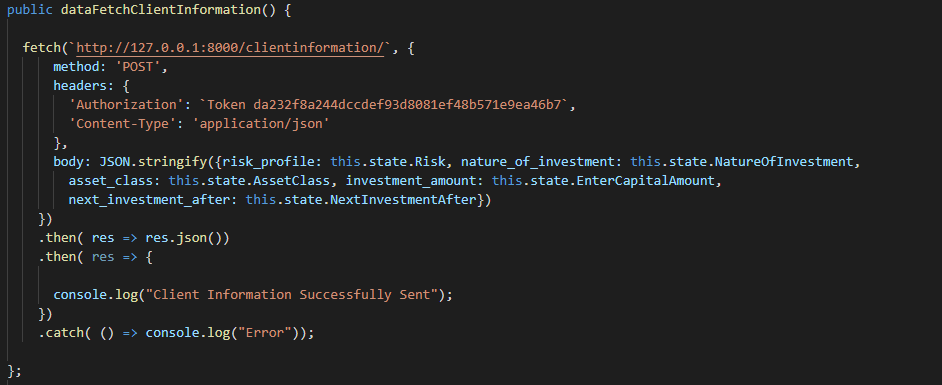 public dataFetchClientInformation() {
fetch(`http://127.0.0.1:8000/clientinformation/`, {
method: 'POST',
headers: {
'Authorization': `Token da232f8a244dccdef93d8081ef48b571e9ea46b7`,
'Content-Type': 'application/json'
},
body: JSON.stringify({risk_profile: this.state.Risk, nature_of_investment: this.state.NatureOfInvestment,
asset_class: this.state.AssetClass, investment_amount: this.state.EnterCapitalAmount,
next_investment_after: this.state.NextInvestmentAfter})
})
.then( res => res.json())
.then( res => {
console.log("Client Information Successfully Sent");
})
.catch( () => console.log("Error"));
};